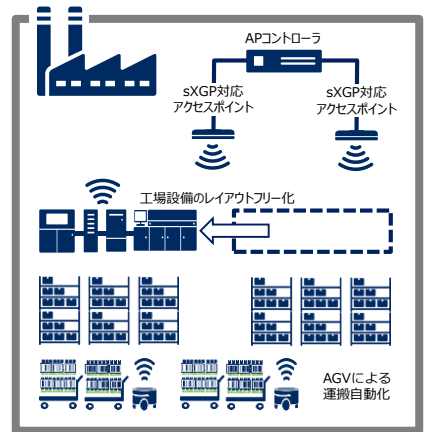 APコントローラ
sXGP対応
アクセスポイント
sXGP対応
アクセスポイント
工場設備のレイアウトフリー化
AGVによる
運搬自動化